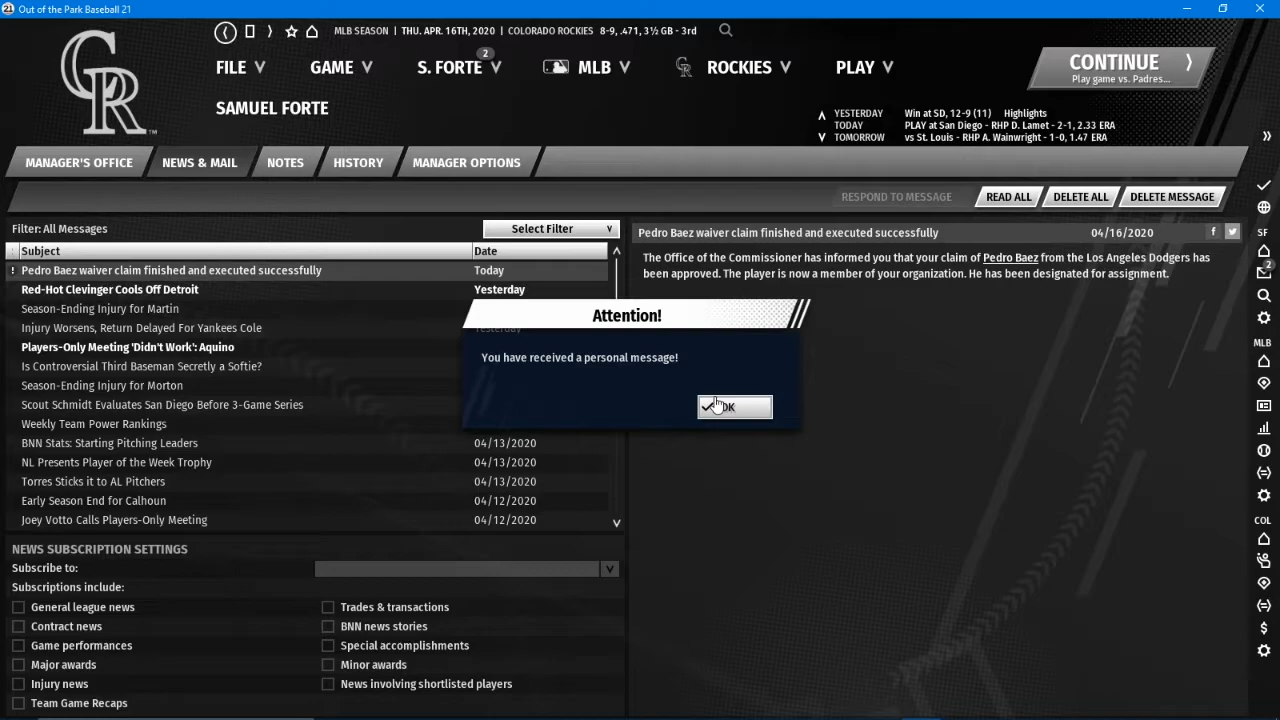 Out of the Park Baseball 21
MLB SEASON | THU. APR. 16TH, 2020 | COLORADO ROCKIES 8-9, .471, 3½ GB - 3rd
FILE GAME S. FORTE 2 MLB ROCKIES PLAY
CONTINUE
Play game vs. Padres...
SAMUEL FORTE
YESTERDAY Win at SD, 12-9 (11) Highlights
TODAY PLAY at San Diego - RHP D. Lamet - 2-1, 2.33 ERA
TOMORROW vs St. Louis - RHP A. Wainwright - 1-0, 1.47 ERA
MANAGER'S OFFICE NEWS & MAIL NOTES HISTORY MANAGER OPTIONS
RESPOND TO MESSAGE READ ALL DELETE ALL DELETE MESSAGE
Filter: All Messages Select Filter
Subject Date
! Pedro Baez waiver claim finished and executed successfully Today
Red-Hot Clevinger Cools Off Detroit Yesterday
Season-Ending Injury for Martin
Injury Worsens, Return Delayed For Yankees Cole Yesterday
Players-Only Meeting 'Didn't Work': Aquino
Is Controversial Third Baseman Secretly a Softie?
Season-Ending Injury for Morton
Scout Schmidt Evaluates San Diego Before 3-Game Series
Weekly Team Power Rankings
BNN Stats: Starting Pitching Leaders 04/13/2020
NL Presents Player of the Week Trophy 04/13/2020
Torres Sticks it to AL Pitchers 04/13/2020
Early Season End for Calhoun 04/12/2020
Joey Votto Calls Players-Only Meeting 04/12/2020
Pedro Baez waiver claim finished and executed successfully 04/16/2020
The Office of the Commissioner has informed you that your claim of Pedro Baez from the Los Angeles Dodgers has
been approved. The player is now a member of your organization. He has been designated for assignment.
Attention!
You have received a personal message!
OK
NEWS SUBSCRIPTION SETTINGS
Subscribe to:
Subscriptions include:
General league news Trades & transactions
Contract news BNN news stories
Game performances Special accomplishments
Major awards Minor awards
Injury news News involving shortlisted players
Team Game Recaps
SF
2
MLB
COL
$